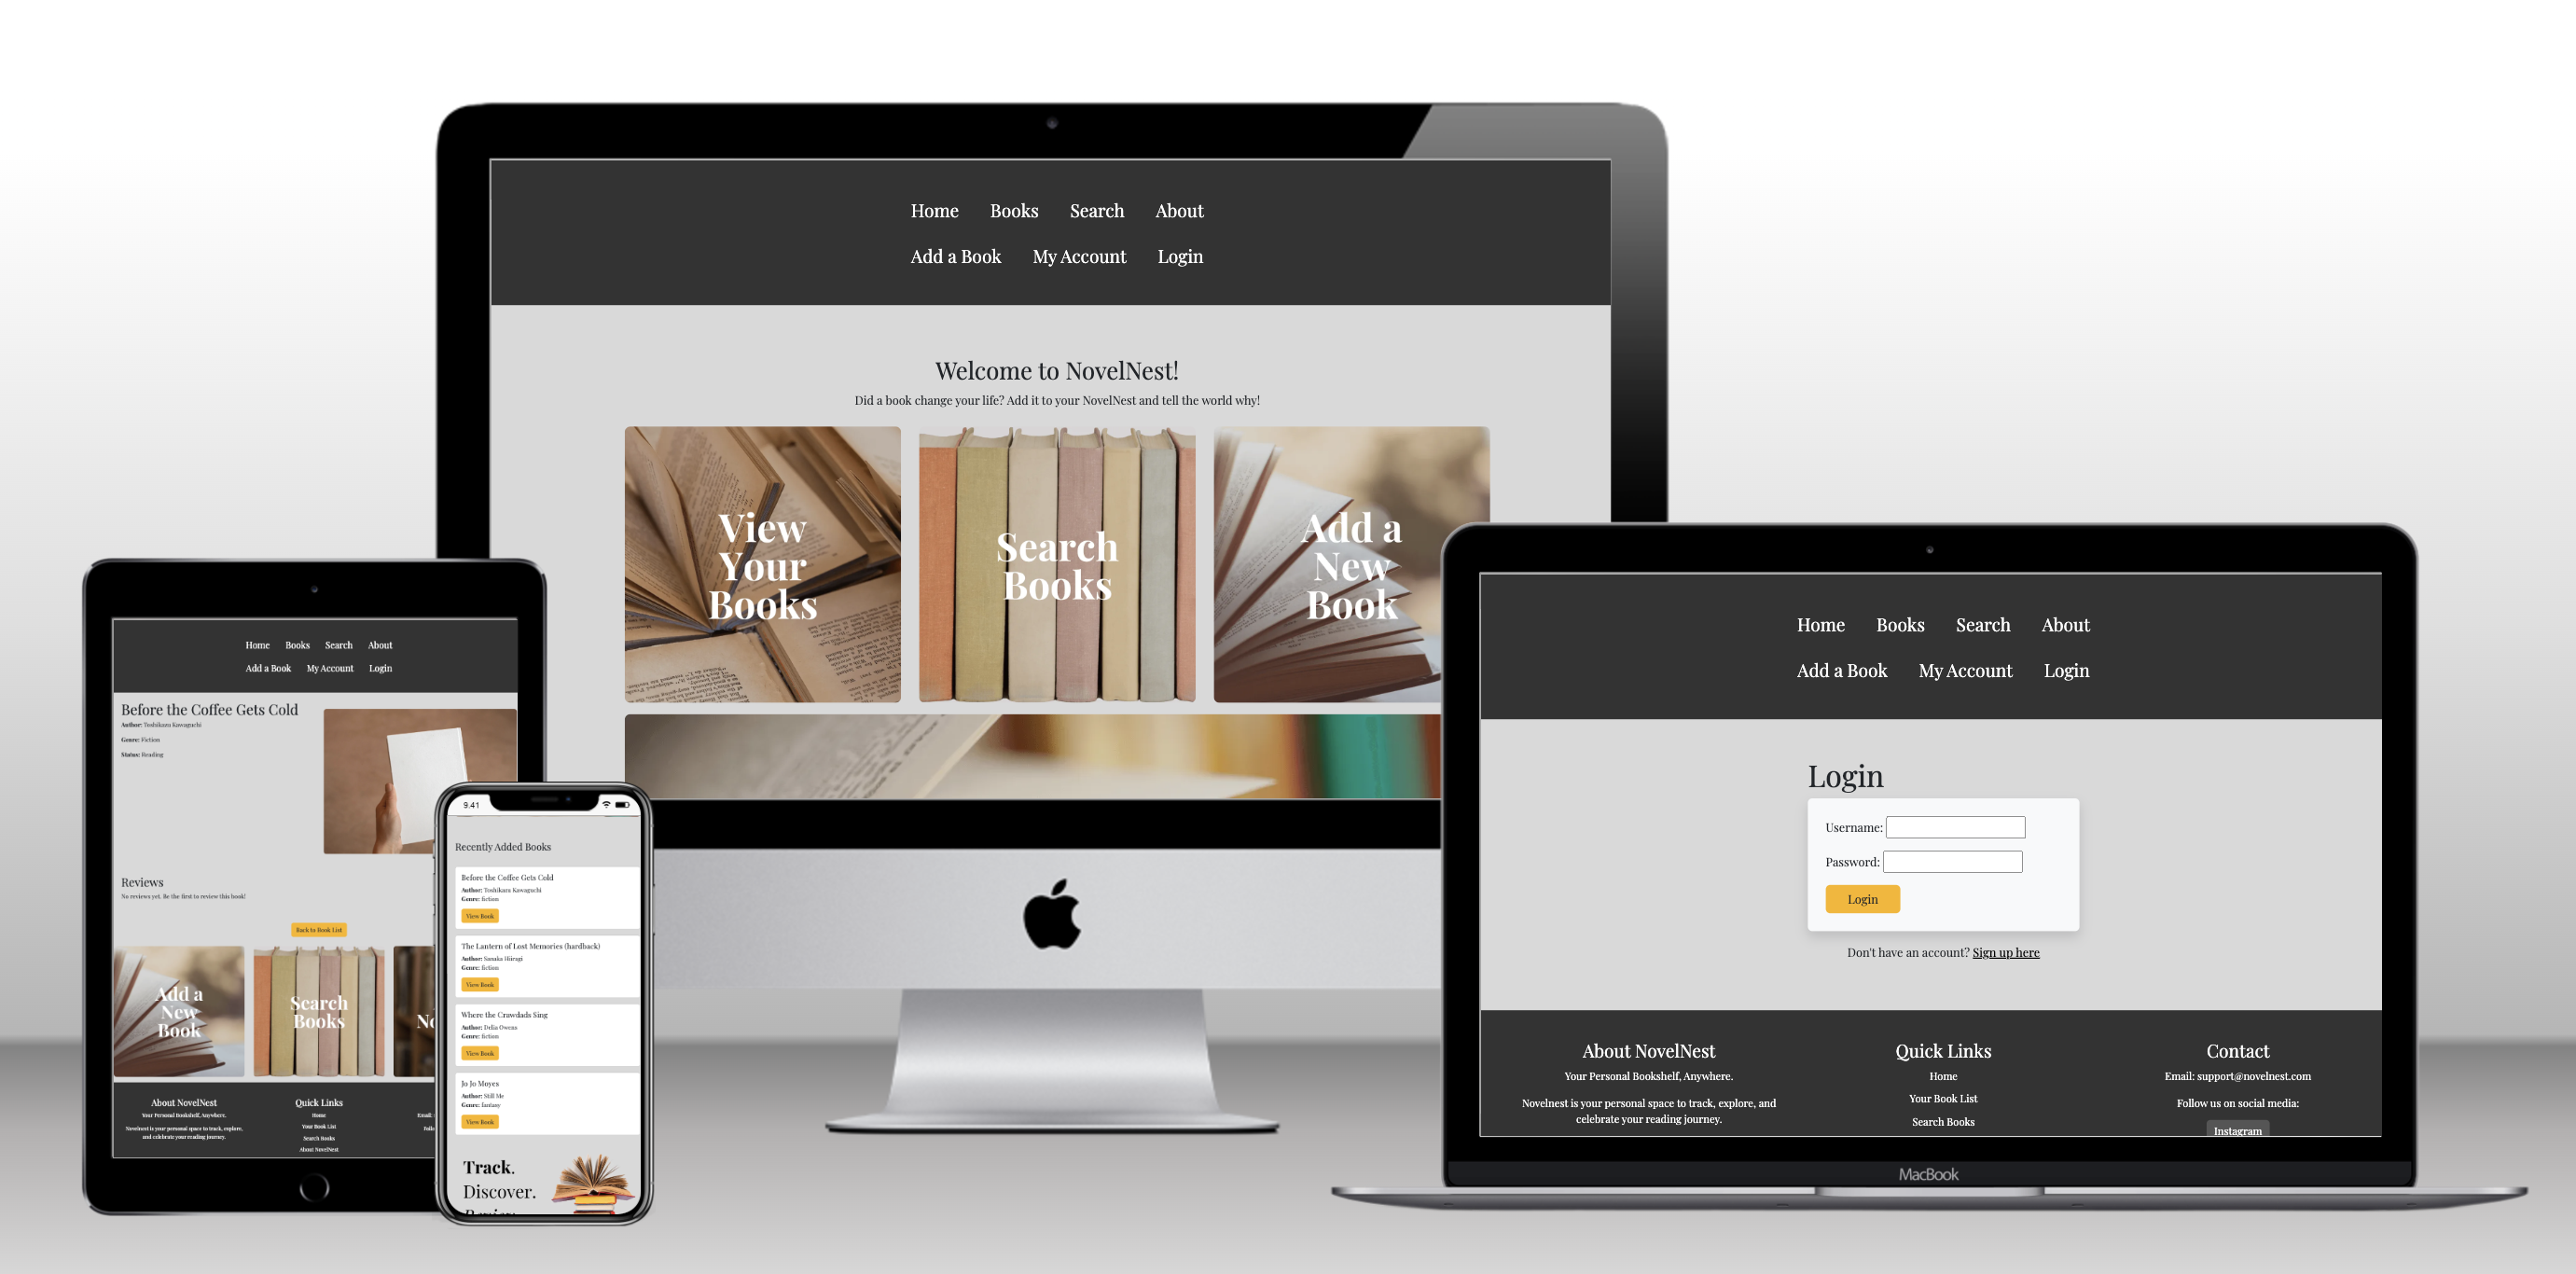 Home Books Search About
Add a Book My Account Login
Welcome to NovelNest!
Did a book change your life? Add it to your NovelNest and tell the world why!
View
Your
Books
Search
Books
Add a
New
Book
Home Books Search About
Add a Book My Account Login
Before the Coffee Gets Cold
Author: Toshikazu Kawaguchi
Genre: Fiction
Status: Reading
Reviews
No reviews yet. Be the first to review this book!
Back to Book List
Add a
New
Book
Search
Books
About NovelNest
Your Personal Bookshelf, Anywhere.
Novelnest is your personal space to track, explore,
and celebrate your reading journey.
Quick Links
Home
Your Book List
Search Books
About NovelNest
Email:
9.41
Recently Added Books
Before the Coffee Gets Cold
Author: Toshikazu Kawaguchi
Genre: fiction
View Book
The Lantern of Lost Memories (hardback)
Author: Sanaka Hiiragi
Genre: fiction
View Book
Where the Crawdads Sing
Author: Delia Owens
Genre: fiction
View Book
Jo Jo Moyes
Author: Still Me
Genre: fantasy
View Book
Track.
Discover.
Home Books Search About
Add a Book My Account Login
Login
Username:
Password:
Login
Don't have an account? Sign up here
About NovelNest
Your Personal Bookshelf, Anywhere.
Novelnest is your personal space to track, explore, and
celebrate your reading journey.
Quick Links
Home
Your Book List
Search Books
Contact
Email: support@novelnest.com
Follow us on social media:
Instagram
MacBook